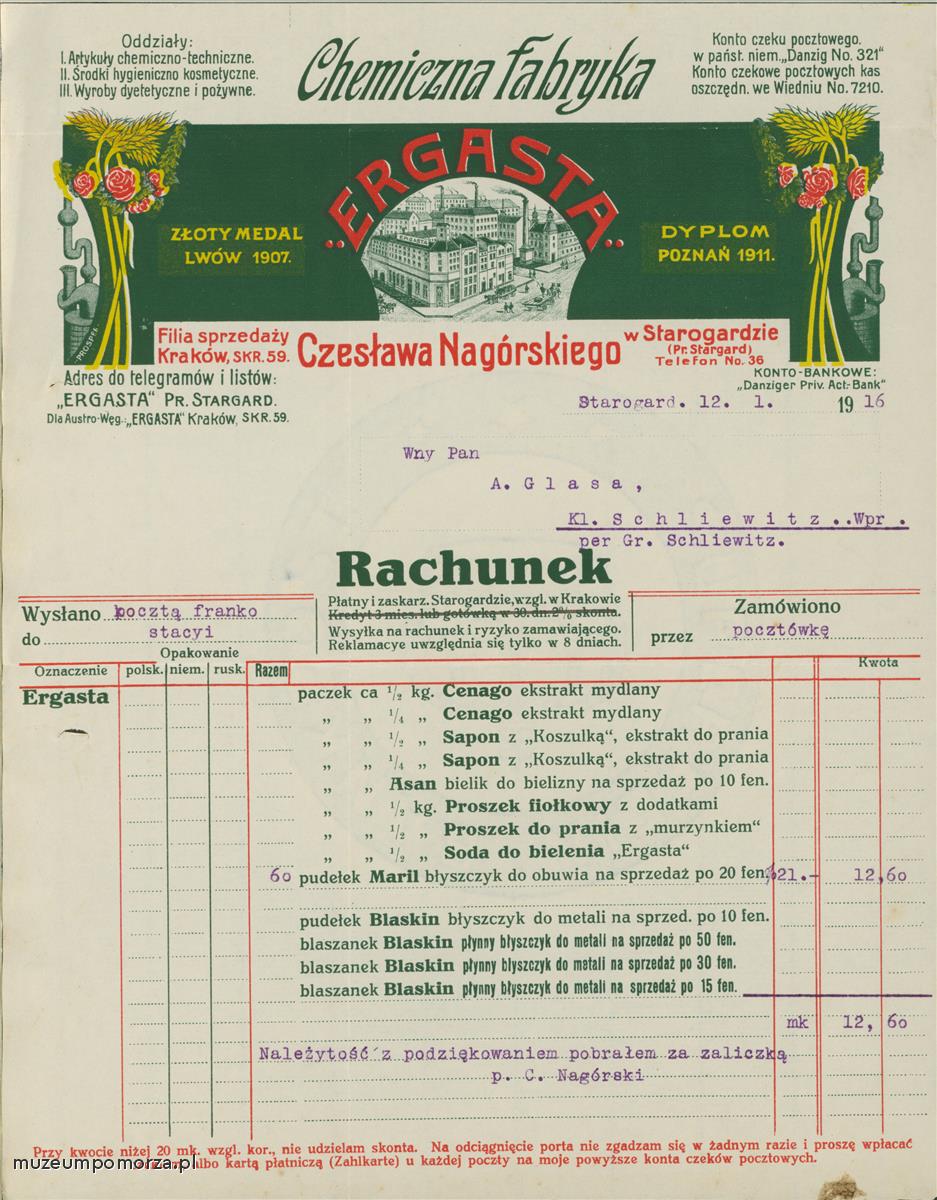 Oddziały:
I. Artykuły chemiczno-techniczne.
II. Środki hygieniczno kosmetyczne.
III. Wyroby dyetetyczne i pożywne.
Chemiczna Fabryka
Konto czeku pocztowego.
w państ. niem. „Danzig No. 321"
Konto czekowe pocztowych kas
oszczędn. we Wiedniu No. 7210.
„ERGASTA"
ERGASTA
ZŁOTY MEDAL
LWÓW 1907.
DYPLOM
POZNAŃ 1911.
PROSPEA
Filia sprzedaży
Kraków, SKR. 59.
Czesława Nagórskiego
w Starogardzie
(Pr. Stargard)
Telefon No. 36
Adres do telegramów i listów:
„ERGASTA" PR. STARGARD.
Dla Austro-Węg.: „ERGASTA" Kraków, SKR. 59.
KONTO-BANKOWE:
„Danziger Priv. Act.-Bank"
Starogard. 12. 1. 1916
Wny Pan
A. Glasa,
Kl. Schliewitz..Wpr.
per Gr. Schliewitz.
Rachunek
Wysłano pocztą franko
do stacyi
Płatny i zaskarz. Starogardzie, wzgl. w Krakowie
Kredyt 3 mies. lub gotówką w 30. dn. 2% skonta.
Wysyłka na rachunek i ryzyko zamawiającego.
Reklamacye uwzględnia się tylko w 8 dniach.
Zamówiono
przez pocztówkę
Opakowanie
Oznaczenie polsk. niem. rusk. Razem Kwota
Ergasta paczek ca 1/2 kg. Cenago ekstrakt mydlany
„ „ 1/4 „ Cenago ekstrakt mydlany
„ „ 1/2 „ Sapon z „Koszulką", ekstrakt do prania
„ „ 1/4 „ Sapon z „Koszulką", ekstrakt do prania
„ „ Asan bielik do bielizny na sprzedaż po 10 fen.
„ „ 1/2 kg. Proszek fiołkowy z dodatkami
„ „ 1/2 „ Proszek do prania z „murzynkiem"
„ „ 1/2 „ Soda do bielenia „Ergasta"
60 pudełek Maril błyszczyk do obuwia na sprzedaż po 20 fen. 21.- 12,60
pudełek Blaskin błyszczyk do metali na sprzed. po 10 fen.
blaszanek Blaskin płynny błyszczyk do metali na sprzedaż po 50 fen.
blaszanek Blaskin płynny błyszczyk do metali na sprzedaż po 30 fen.
blaszanek Blaskin płynny błyszczyk do metali na sprzedaż po 15 fen.
mk 12,60
Należytość z podziękowaniem pobrałem za zaliczką
p. C. Nagórski
Przy kwocie niżej 20 mk. wzgl. kor., nie udzielam skonta. Na odciągnięcie porta nie zgadzam się w żadnym razie i proszę wpłacać
albo kartą płatniczą (Zahlkarte) u każdej poczty na moje powyższe konta czeków pocztowych.
muzeumpomorza.pl